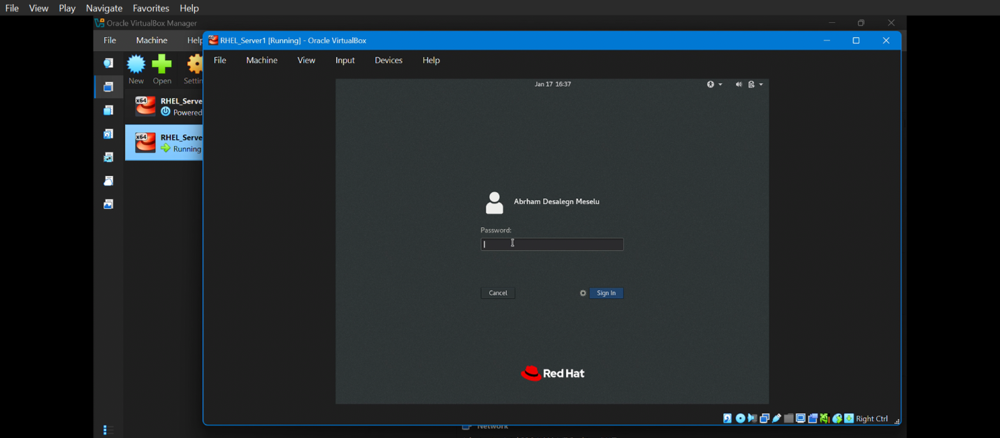 File View Play Navigate Favorites Help
Oracle VirtualBox Manager
File Machine Help
RHEL_Server1 [Running] - Oracle VirtualBox
File Machine View Input Devices Help
New Open Settin
x64 RHEL_Serve
Powered
x64 RHEL_Serve
Running
Jan 17 16:37
Abrham Desalegn Meselu
Password:
Cancel Sign In
Red Hat
Right Ctrl
Network